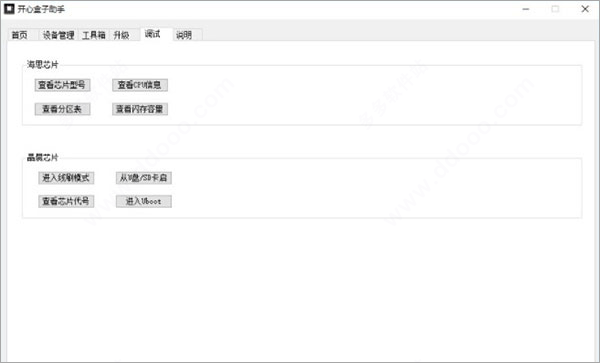 开心盒子助手
首页 设备管理 工具箱 升级 调试 说明
海思芯片
查看芯片型号 查看CPU信息
查看分区表 查看闪存容量
晶晨芯片
进入线刷模式 从U盘/SD卡启
查看芯片代号 进入Uboot